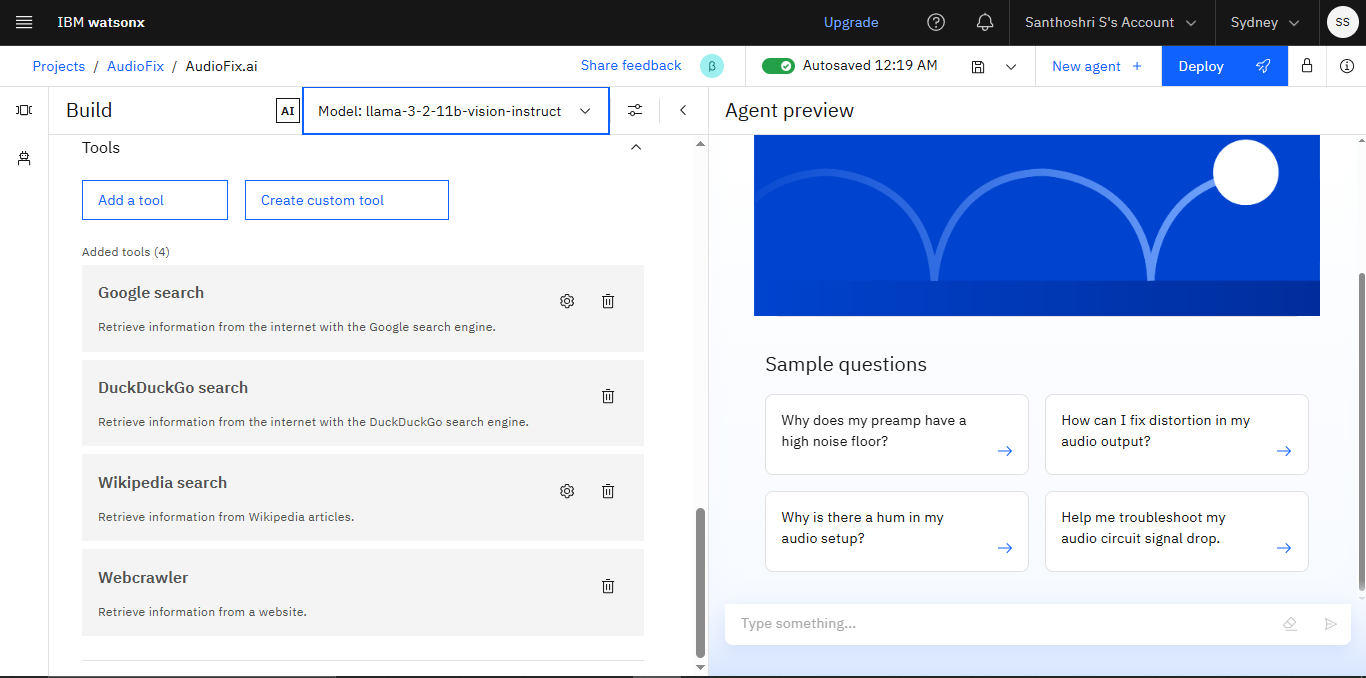 IBM watsonx
Upgrade
Santhoshri S's Account
Sydney
SS
Projects / AudioFix / AudioFix.ai
Share feedback
β
Autosaved 12:19 AM
New agent +
Deploy
Build
AI
Model: llama-3-2-11b-vision-instruct
Agent preview
Tools
Add a tool
Create custom tool
Added tools (4)
Google search
Retrieve information from the internet with the Google search engine.
DuckDuckGo search
Retrieve information from the internet with the DuckDuckGo search engine.
Wikipedia search
Retrieve information from Wikipedia articles.
Webcrawler
Retrieve information from a website.
Sample questions
Why does my preamp have a
high noise floor?
How can I fix distortion in my
audio output?
Why is there a hum in my
audio setup?
Help me troubleshoot my
audio circuit signal drop.
Type something...